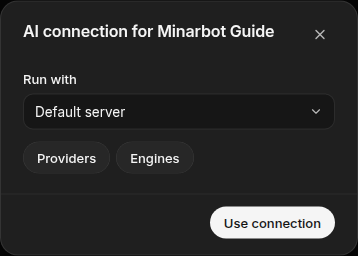 AI connection for Minarbot Guide
Run with
Default server
Providers
Engines
Use connection